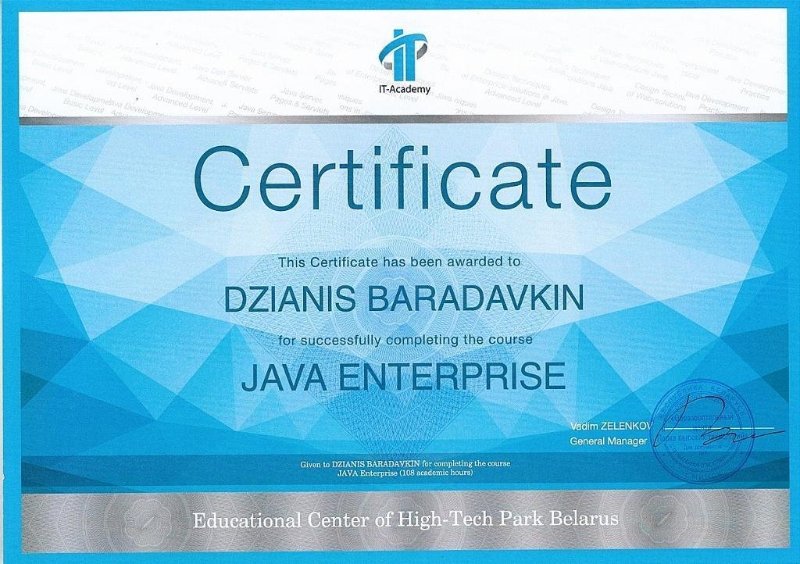 IT-Academy
Certificate
This Certificate has been awarded to
DZIANIS BARADAVKIN
for successfully completing the course
JAVA ENTERPRISE
Vadim ZELENKOV
General Manager
Given to DZIANIS BARADAVKIN for completing the course
JAVA Enterprise (108 academic hours)
Educational Center of High-Tech Park Belarus